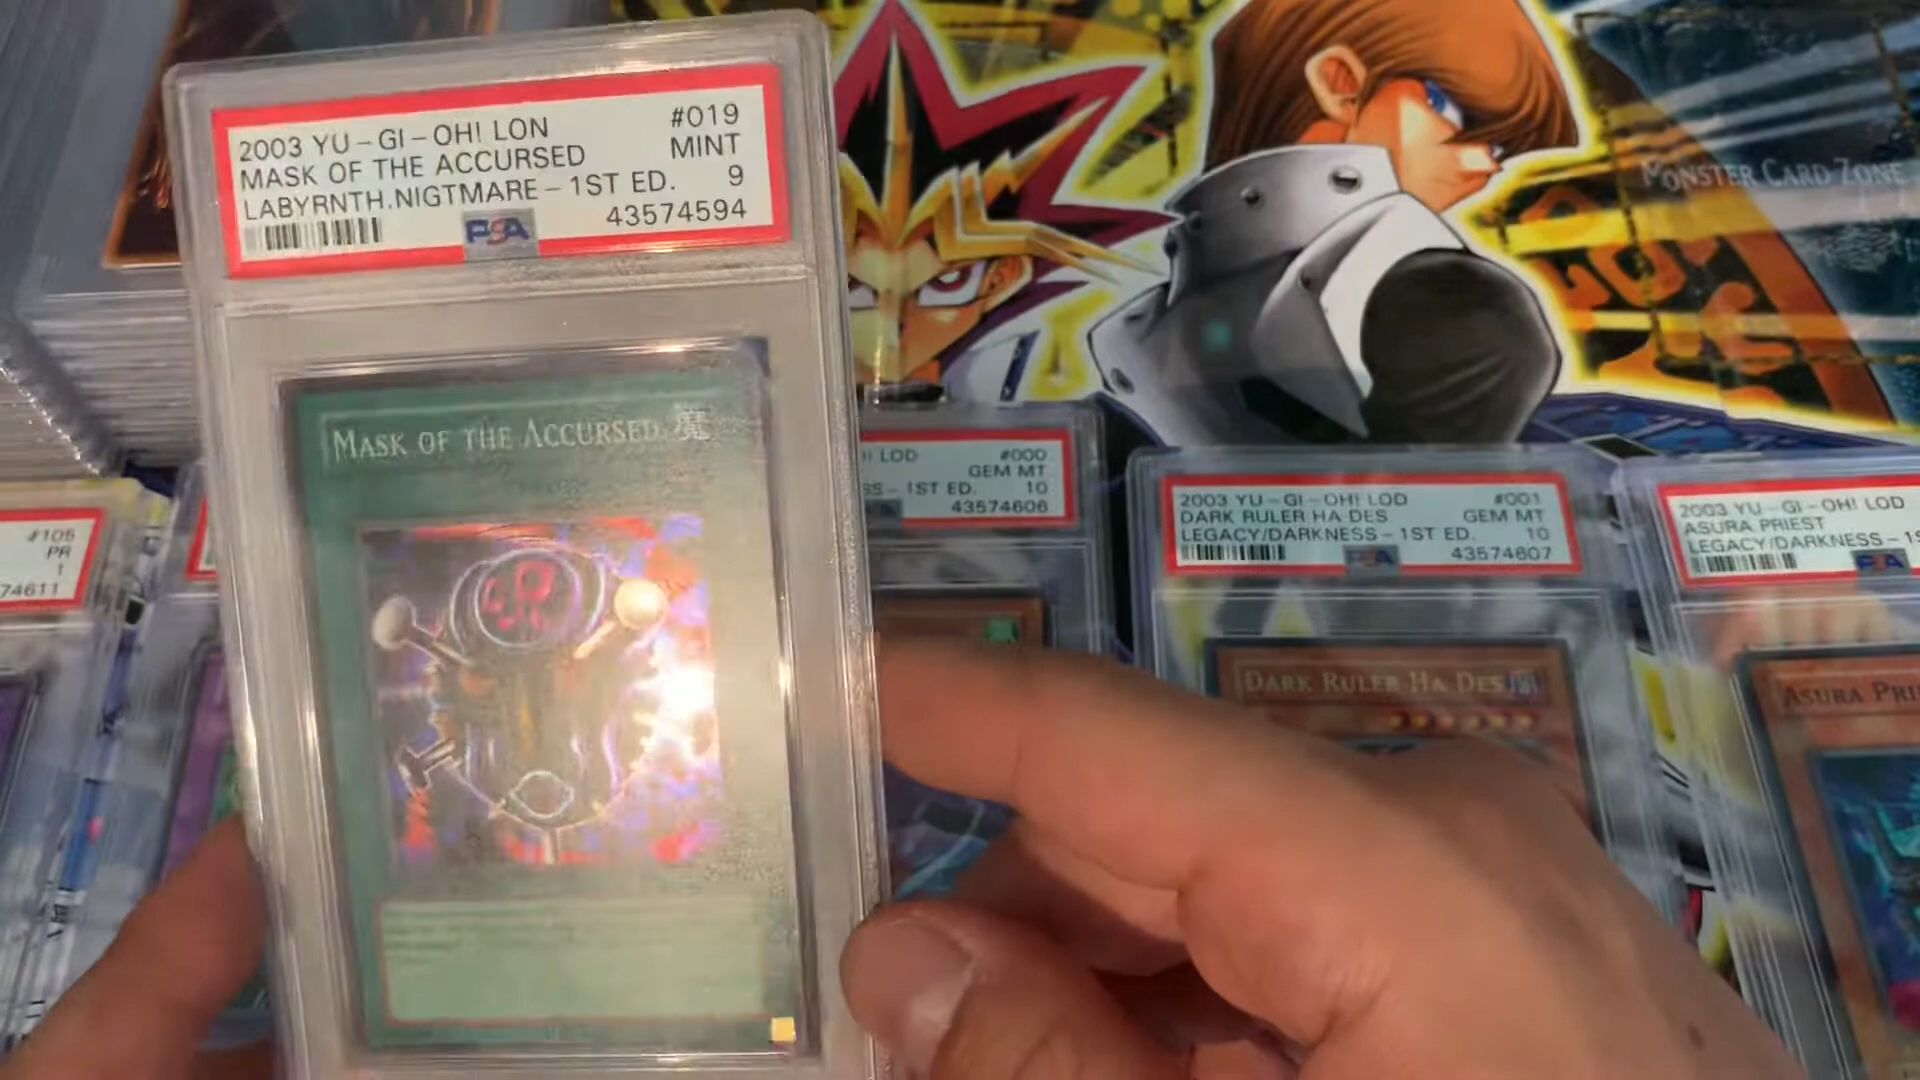 2003 YU-GI-OH! LON #019
MASK OF THE ACCURSED MINT
LABYRNTH.NIGTMARE-1ST ED. 9
PSA 43574594
MASK OF THE ACCURSED 魔
MONSTER CARD ZONE
#105
PR
1
74611
! LOD #000
GEM MT
SS-1ST ED. 10
43574606
2003 YU-GI-OH! LOD #001
DARK RULER HA DES GEM MT
LEGACY/DARKNESS-1ST ED. 10
PSA 43574607
DARK RULER HA DES
2003 YU-GI-OH! LOD
ASURA PRIEST
LEGACY/DARKNESS-1S
PSA
ASURA PRI